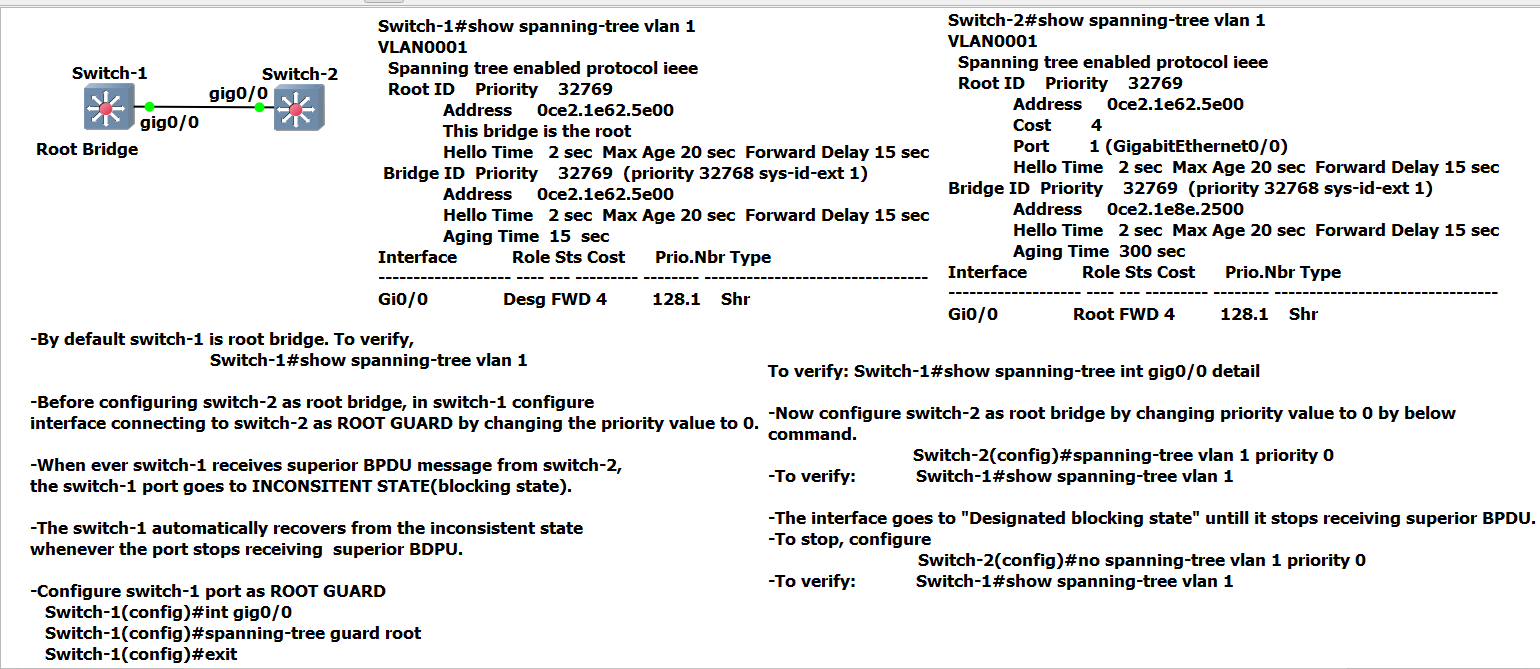 Switch-1
Switch-2
gig0/0
gig0/0
Root Bridge
Switch-1#show spanning-tree vlan 1
VLAN0001
Spanning tree enabled protocol ieee
Root ID Priority 32769
Address 0ce2.1e62.5e00
This bridge is the root
Hello Time 2 sec Max Age 20 sec Forward Delay 15 sec
Bridge ID Priority 32769 (priority 32768 sys-id-ext 1)
Address 0ce2.1e62.5e00
Hello Time 2 sec Max Age 20 sec Forward Delay 15 sec
Aging Time 15 sec
Interface Role Sts Cost Prio.Nbr Type
------------------- ---- --- --------- -------- --------------------------------
Gi0/0 Desg FWD 4 128.1 Shr
Switch-2#show spanning-tree vlan 1
VLAN0001
Spanning tree enabled protocol ieee
Root ID Priority 32769
Address 0ce2.1e62.5e00
Cost 4
Port 1 (GigabitEthernet0/0)
Hello Time 2 sec Max Age 20 sec Forward Delay 15 sec
Bridge ID Priority 32769 (priority 32768 sys-id-ext 1)
Address 0ce2.1e8e.2500
Hello Time 2 sec Max Age 20 sec Forward Delay 15 sec
Aging Time 300 sec
Interface Role Sts Cost Prio.Nbr Type
------------------- ---- --- --------- -------- --------------------------------
Gi0/0 Root FWD 4 128.1 Shr
-By default switch-1 is root bridge. To verify,
Switch-1#show spanning-tree vlan 1
-Before configuring switch-2 as root bridge, in switch-1 configure
interface connecting to switch-2 as ROOT GUARD by changing the priority value to 0.
-When ever switch-1 receives superior BPDU message from switch-2,
the switch-1 port goes to INCONSITENT STATE(blocking state).
-The switch-1 automatically recovers from the inconsistent state
whenever the port stops receiving superior BDPU.
-Configure switch-1 port as ROOT GUARD
Switch-1(config)#int gig0/0
Switch-1(config)#spanning-tree guard root
Switch-1(config)#exit
To verify: Switch-1#show spanning-tree int gig0/0 detail
-Now configure switch-2 as root bridge by changing priority value to 0 by below
command.
Switch-2(config)#spanning-tree vlan 1 priority 0
-To verify: Switch-1#show spanning-tree vlan 1
-The interface goes to "Designated blocking state" untill it stops receiving superior BPDU.
-To stop, configure
Switch-2(config)#no spanning-tree vlan 1 priority 0
-To verify: Switch-1#show spanning-tree vlan 1